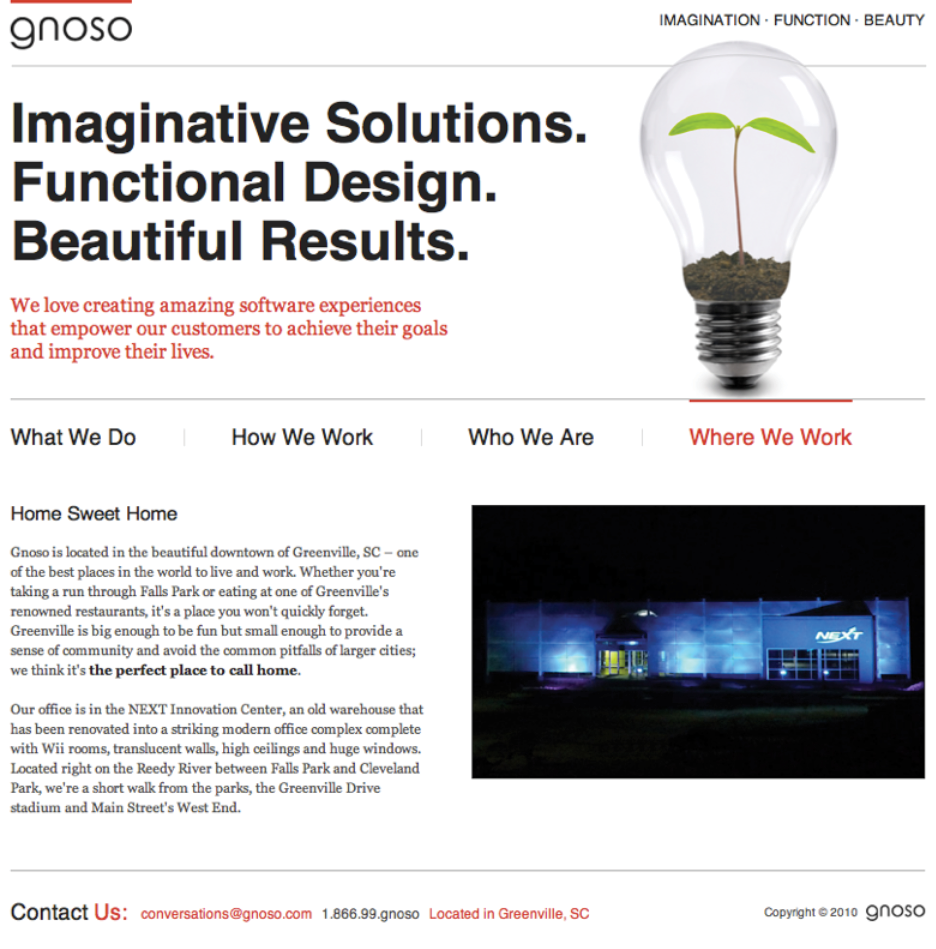 gnoso
IMAGINATION · FUNCTION · BEAUTY
Imaginative Solutions.
Functional Design.
Beautiful Results.
We love creating amazing software experiences
that empower our customers to achieve their goals
and improve their lives.
What We Do
How We Work
Who We Are
Where We Work
Home Sweet Home
Gnoso is located in the beautiful downtown of Greenville, SC – one
of the best places in the world to live and work. Whether you're
taking a run through Falls Park or eating at one of Greenville's
renowned restaurants, it's a place you won't quickly forget.
Greenville is big enough to be fun but small enough to provide a
sense of community and avoid the common pitfalls of larger cities;
we think it's the perfect place to call home.
Our office is in the NEXT Innovation Center, an old warehouse that
has been renovated into a striking modern office complex complete
with Wii rooms, translucent walls, high ceilings and huge windows.
Located right on the Reedy River between Falls Park and Cleveland
Park, we're a short walk from the parks, the Greenville Drive
stadium and Main Street's West End.
NEXT
Contact Us: conversations@gnoso.com 1.866.99.gnoso Located in Greenville, SC
Copyright © 2010 gnoso